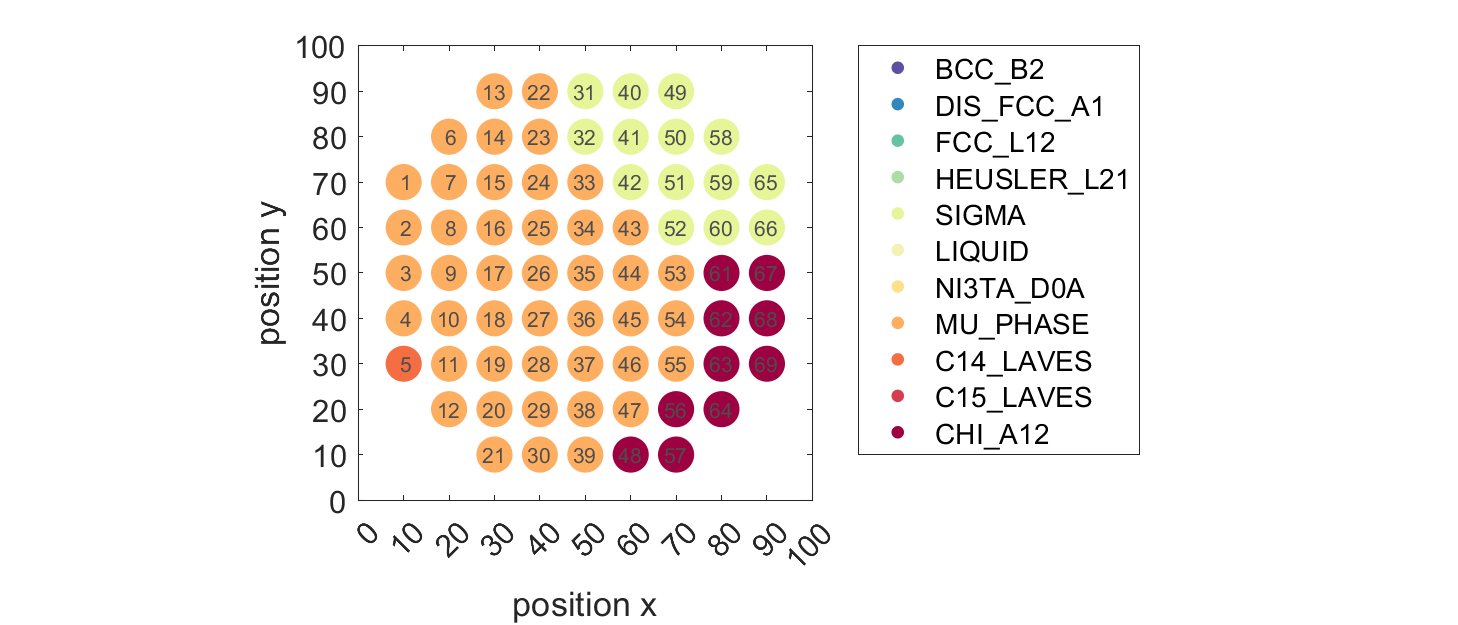 100
90 13 22 31 40 49
80 6 14 23 32 41 50 58
70 1 7 15 24 33 42 51 59 65
60 2 8 16 25 34 43 52 60 66
50 3 9 17 26 35 44 53 61 67
40 4 10 18 27 36 45 54 62 68
30 5 11 19 28 37 46 55 63 69
20 12 20 29 38 47 56 64
10 21 30 39 48 57
0
position y
0 10 20 30 40 50 60 70 80 90 100
position x
BCC_B2
DIS_FCC_A1
FCC_L12
HEUSLER_L21
SIGMA
LIQUID
NI3TA_D0A
MU_PHASE
C14_LAVES
C15_LAVES
CHI_A12